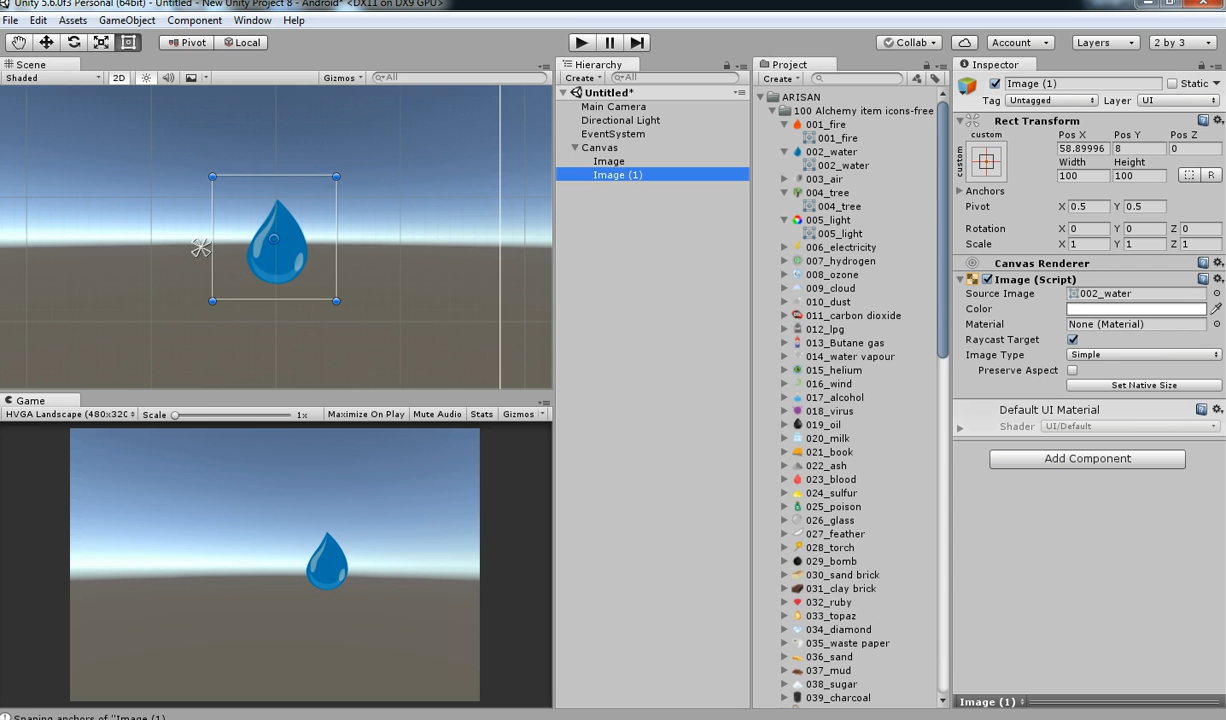 Unity 5.6.0f3 Personal (64bit) - Untitled - New Unity Project 8 - Android* <DX11 on DX9 GPU>
File Edit Assets GameObject Component Window Help
Pivot Local Collab Account Layers 2 by 3
Scene
Shaded 2D Gizmos All
Game
HVGA Landscape (480x320 Scale 1x Maximize On Play Mute Audio Stats Gizmos
Hierarchy
Create All
Untitled*
Main Camera
Directional Light
EventSystem
Canvas
Image
Image (1)
Project
Create
ARISAN
100 Alchemy item icons-free
001_fire
001_fire
002_water
002_water
003_air
004_tree
004_tree
005_light
005_light
006_electricity
007_hydrogen
008_ozone
009_cloud
010_dust
011_carbon dioxide
012_lpg
013_Butane gas
014_water vapour
015_helium
016_wind
017_alcohol
018_virus
019_oil
020_milk
021_book
022_ash
023_blood
024_sulfur
025_poison
026_glass
027_feather
028_torch
029_bomb
030_sand brick
031_clay brick
032_ruby
033_topaz
034_diamond
035_waste paper
036_sand
037_mud
038_sugar
039_charcoal
Inspector
Image (1) Static
Tag Untagged Layer UI
Rect Transform
custom Pos X Pos Y Pos Z
custom 58.89996 8 0
Width Height
100 100 R
Anchors
Pivot X 0.5 Y 0.5
Rotation X 0 Y 0 Z 0
Scale X 1 Y 1 Z 1
Canvas Renderer
Image (Script)
Source Image 002_water
Color
Material None (Material)
Raycast Target
Image Type Simple
Preserve Aspect
Set Native Size
Default UI Material
Shader UI/Default
Add Component
Image (1)
Snaping anchors of "Image (1)